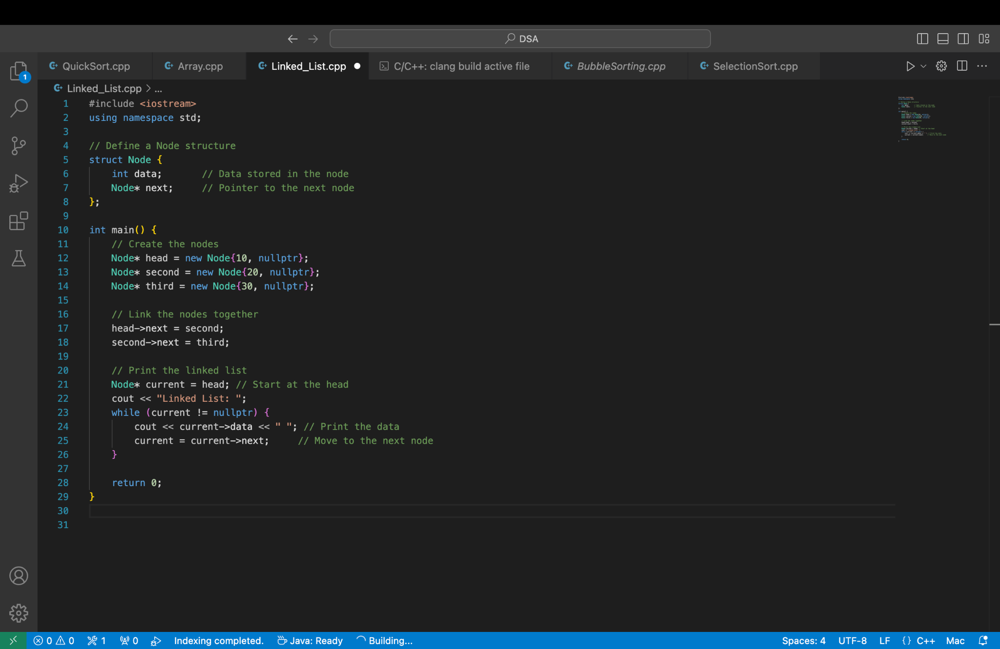 DSA
QuickSort.cpp
Array.cpp
Linked_List.cpp
C/C++: clang build active file
BubbleSorting.cpp
SelectionSort.cpp
1
Linked_List.cpp > ...
1 #include <iostream>
2 using namespace std;
3
4 // Define a Node structure
5 struct Node {
6     int data;       // Data stored in the node
7     Node* next;     // Pointer to the next node
8 };
9
10 int main() {
11     // Create the nodes
12     Node* head = new Node{10, nullptr};
13     Node* second = new Node{20, nullptr};
14     Node* third = new Node{30, nullptr};
15
16     // Link the nodes together
17     head->next = second;
18     second->next = third;
19
20     // Print the linked list
21     Node* current = head; // Start at the head
22     cout << "Linked List: ";
23     while (current != nullptr) {
24         cout << current->data << " "; // Print the data
25         current = current->next;     // Move to the next node
26     }
27
28     return 0;
29 }
30
31
0 0 1 0 Indexing completed. Java: Ready Building... Spaces: 4 UTF-8 LF {} C++ Mac